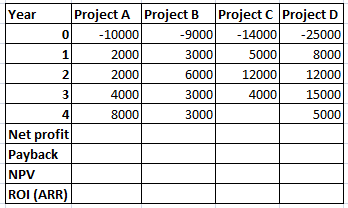 Year Project A Project B Project C Project D
0 -10000 -9000 -14000 -25000
1 2000 3000 5000 8000
2 2000 6000 12000 12000
3 4000 3000 4000 15000
4 8000 3000 5000
Net profit
Payback
NPV
ROI (ARR)